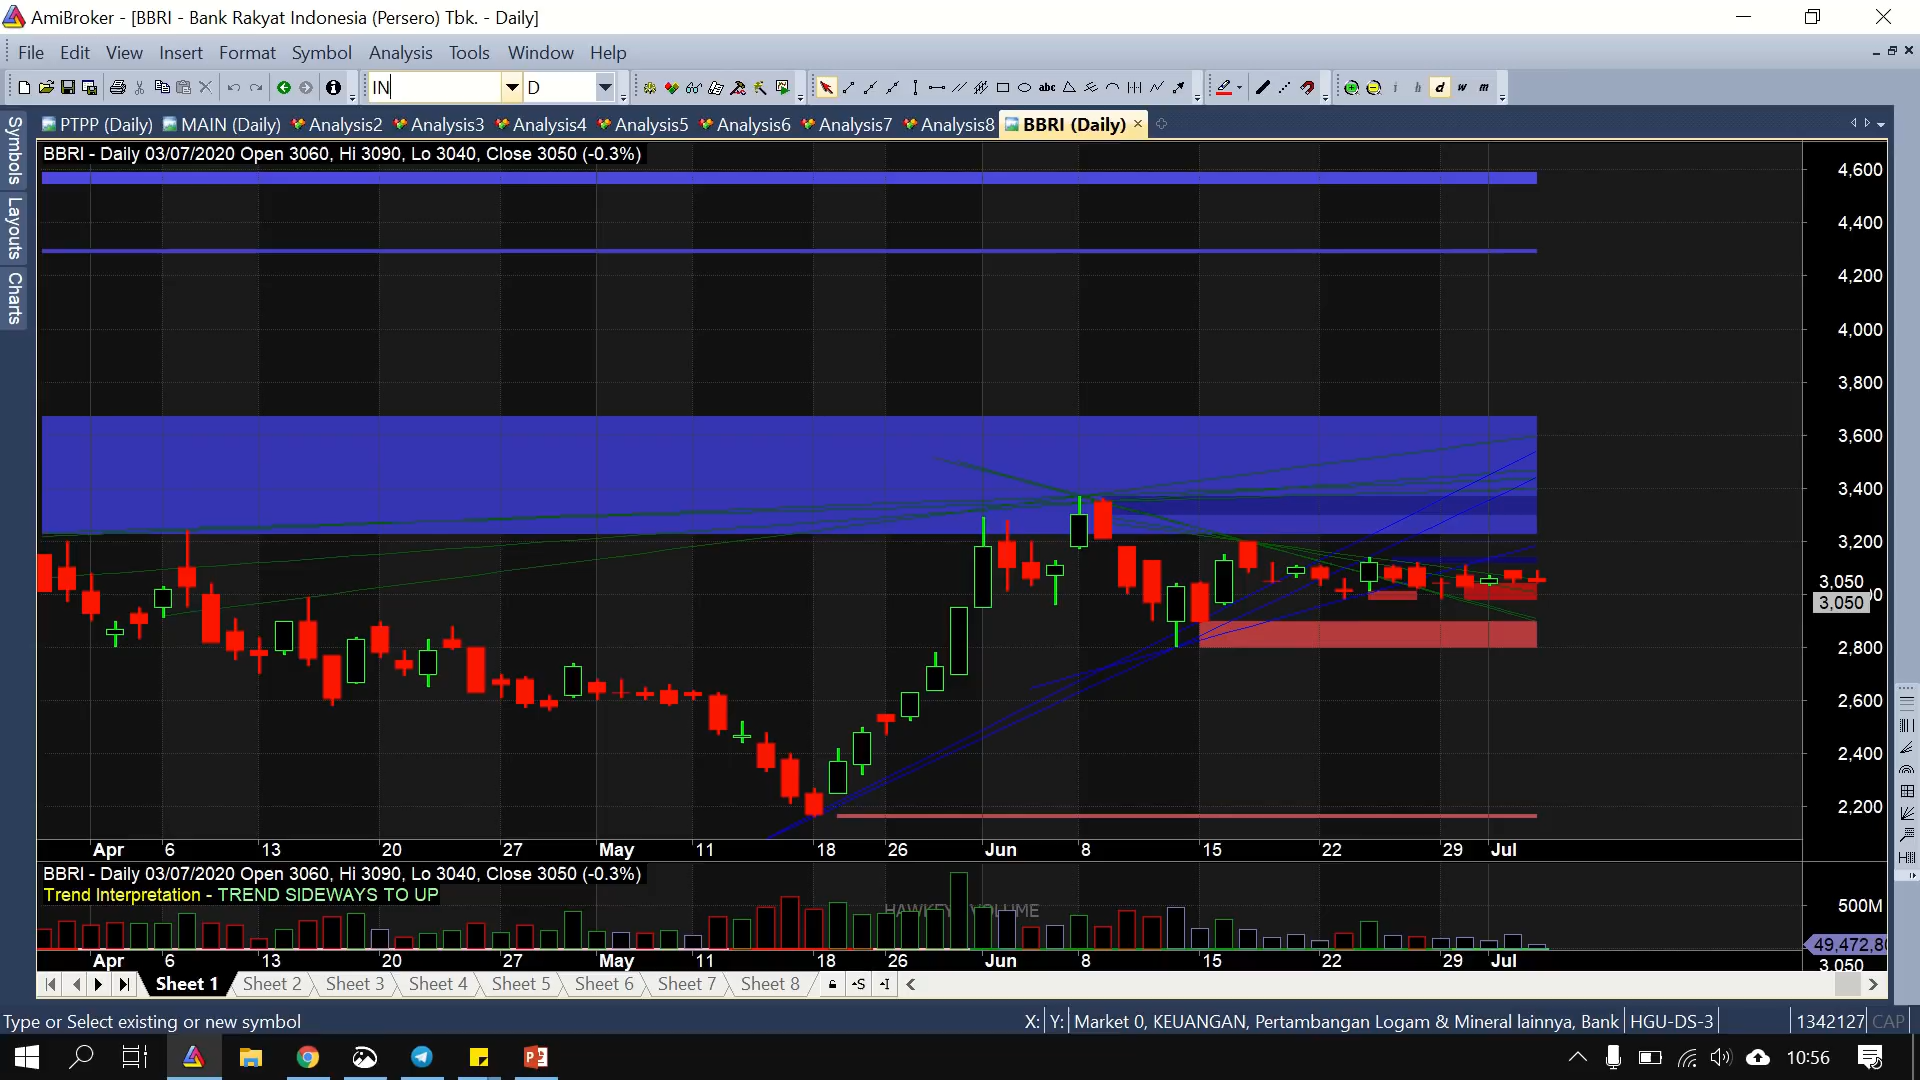 AmiBroker - [BBRI - Bank Rakyat Indonesia (Persero) Tbk. - Daily]
File Edit View Insert Format Symbol Analysis Tools Window Help
IN D abc i h d w m
PTPP (Daily) MAIN (Daily) Analysis2 Analysis3 Analysis4 Analysis5 Analysis6 Analysis7 Analysis8 BBRI (Daily)
Symbols
Layouts
Charts
BBRI - Daily 03/07/2020 Open 3060, Hi 3090, Lo 3040, Close 3050 (-0.3%)
4,600
4,400
4,200
4,000
3,800
3,600
3,400
3,200
3,050
3,050
2,800
2,600
2,400
2,200
Apr 6 13 20 27 May 11 18 26 Jun 8 15 22 29 Jul
BBRI - Daily 03/07/2020 Open 3060, Hi 3090, Lo 3040, Close 3050 (-0.3%)
Trend Interpretation - TREND SIDEWAYS TO UP
500M
49,472,80
3,050
Apr 6 13 20 27 May 11 18 26 Jun 8 15 22 29 Jul
Sheet 1 Sheet 2 Sheet 3 Sheet 4 Sheet 5 Sheet 6 Sheet 7 Sheet 8
Type or Select existing or new symbol X: Y: Market 0, KEUANGAN, Pertambangan Logam & Mineral lainnya, Bank HGU-DS-3 1342127 CAP
10:56